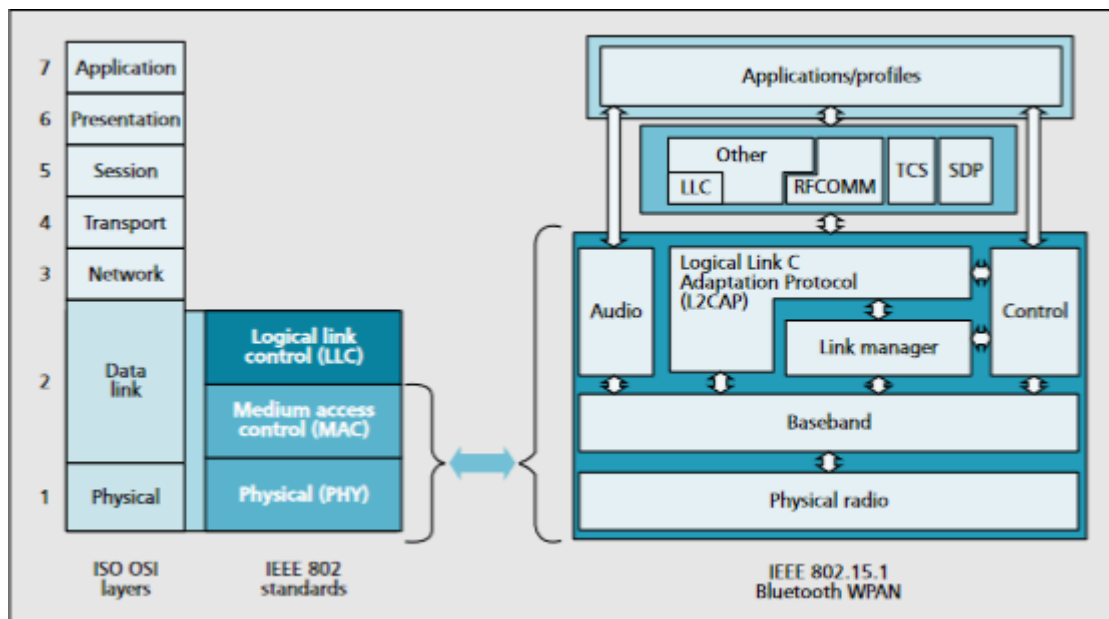 7 Application
6 Presentation
5 Session
4 Transport
3 Network
2 Data
link
1 Physical
ISO OSI
layers
Logical link
control (LLC)
Medium access
control (MAC)
Physical (PHY)
IEEE 802
standards
Applications/profiles
Other
LLC
RFCOMM
TCS
SDP
Audio
Logical Link C
Adaptation Protocol
(L2CAP)
Link manager
Control
Baseband
Physical radio
IEEE 802.15.1
Bluetooth WPAN